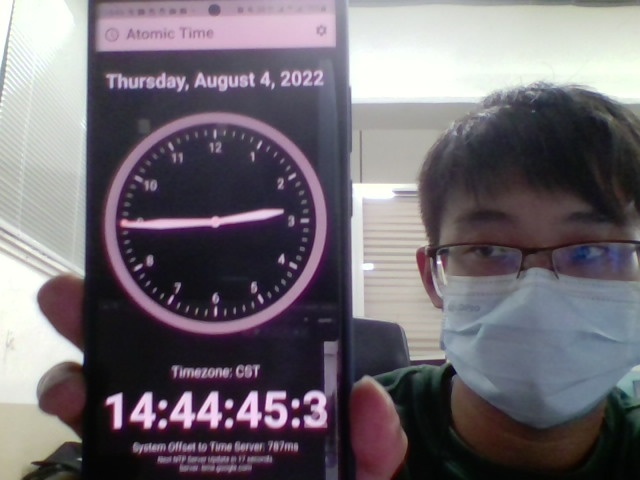 Atomic Time
Thursday, August 4, 2022
12
11
1
10
2
3
8
4
7
5
6
Timezone: CST
14:44:45:3
System Offset to Time Server: 787ms
Next NTP Server Update in 17 seconds
Server: time.google.com